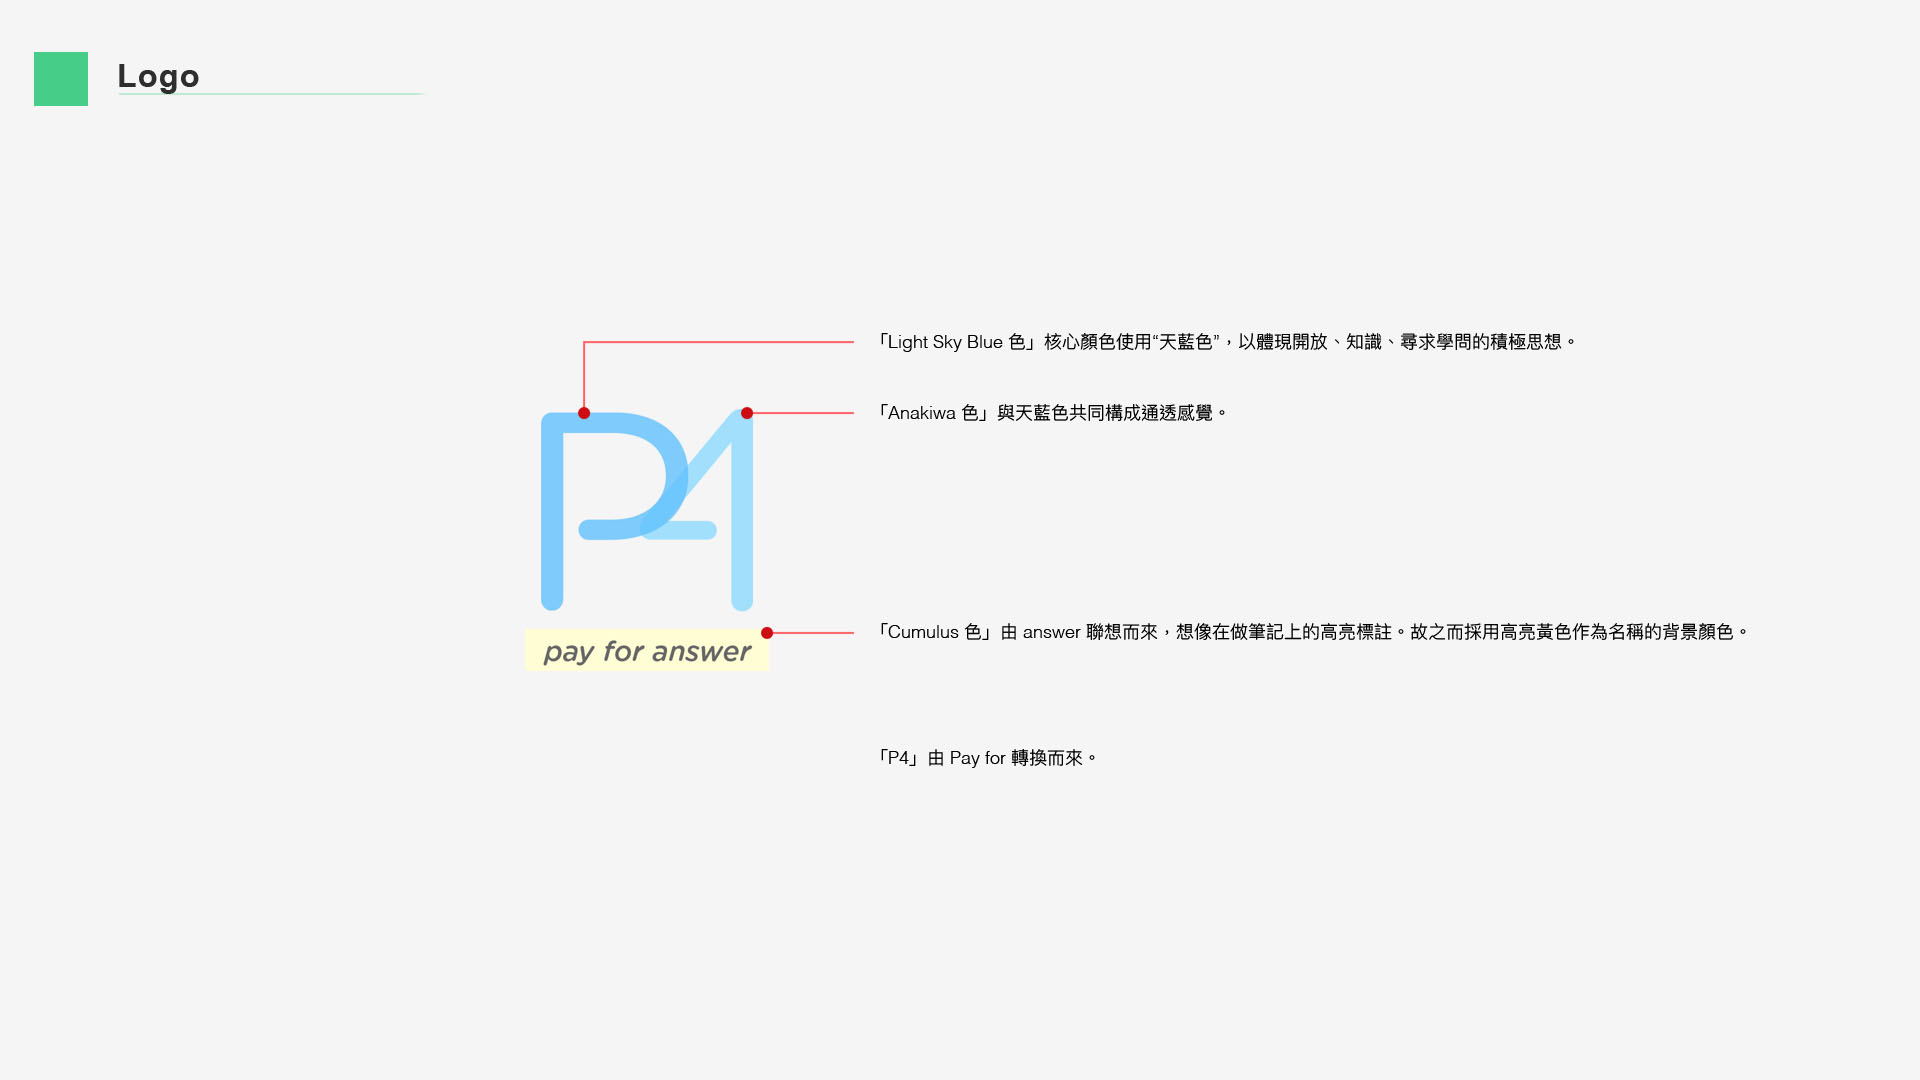 Logo
「Light Sky Blue 色」核心顏色使用“天藍色”，以體現開放、知識、尋求學問的積極思想。
「Anakiwa 色」與天藍色共同構成通透感覺。
P4
「Cumulus 色」由 answer 聯想而來，想像在做筆記上的高亮標註。故之而採用高亮黃色作為名稱的背景顏色。
pay for answer
「P4」由 Pay for 轉換而來。